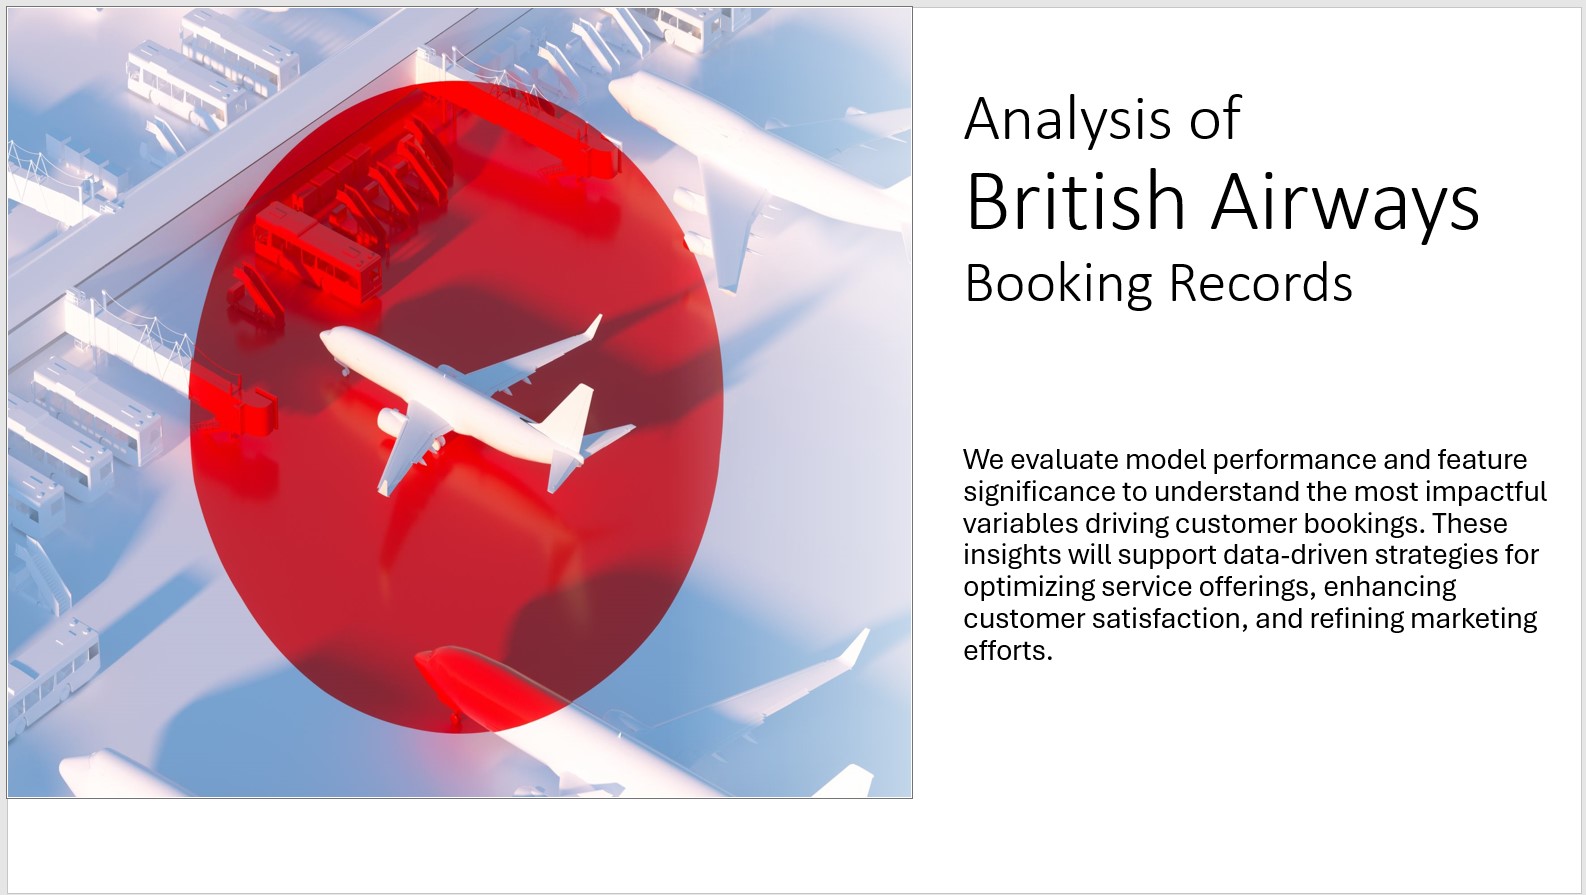 Analysis of
British Airways
Booking Records
We evaluate model performance and feature
significance to understand the most impactful
variables driving customer bookings. These
insights will support data-driven strategies for
optimizing service offerings, enhancing
customer satisfaction, and refining marketing
efforts.